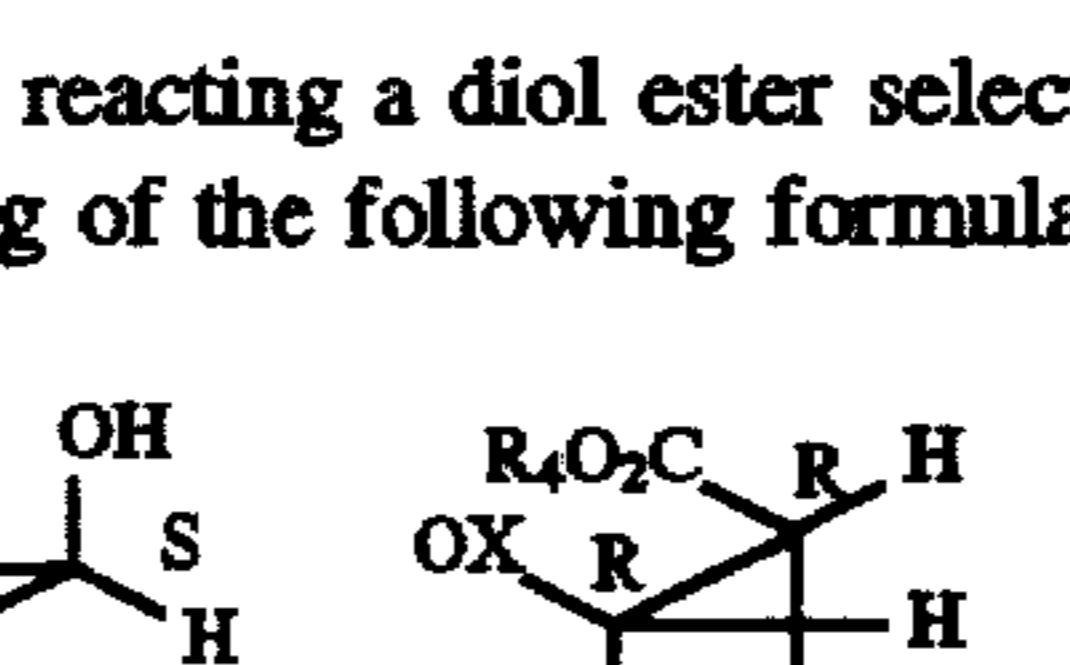 reacting a diol ester selec
g of the following formula
OH
R₄O₂C R H
OX R
S
H
H